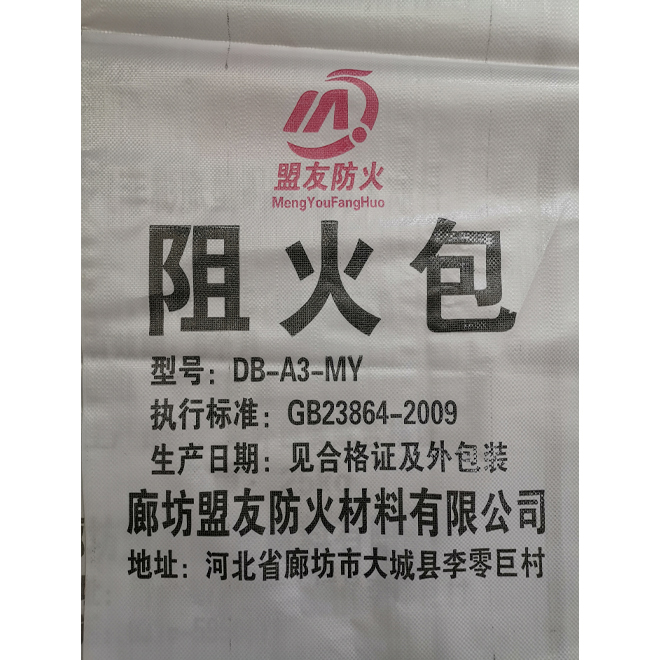 盟友防火
MengYouFangHuo
阻火包
型号：DB-A3-MY
执行标准：GB23864-2009
生产日期：见合格证及外包装
廊坊盟友防火材料有限公司
地址：河北省廊坊市大城县李零巨村